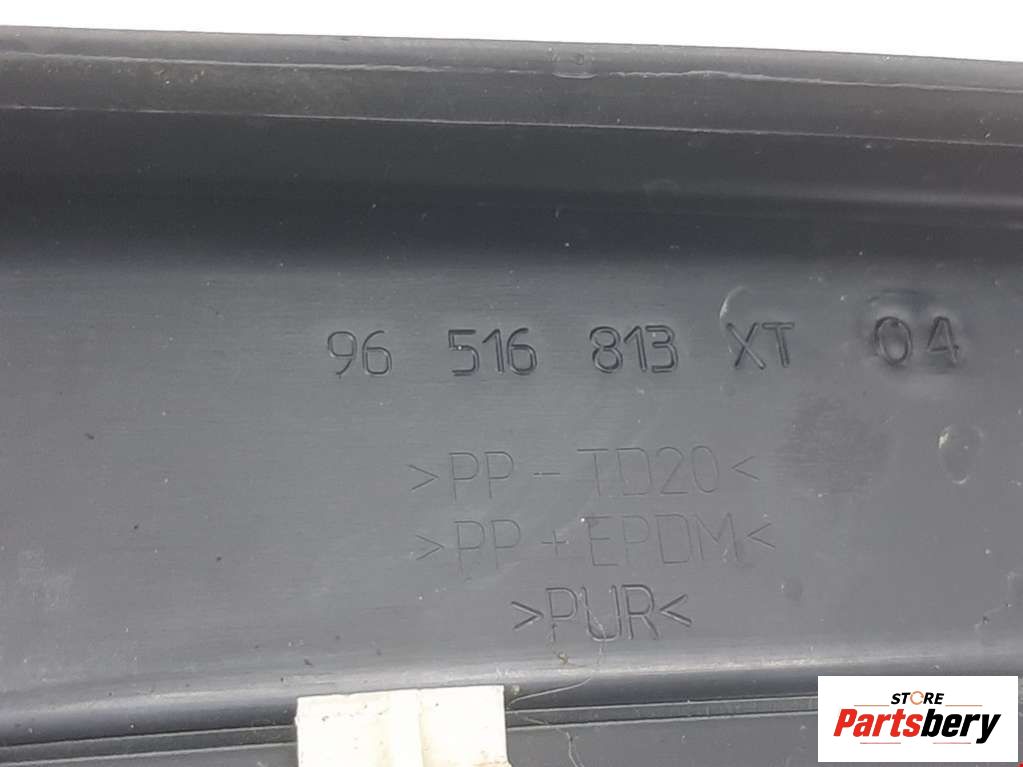 96 516 813 XT 04
>PP-TD20<
>PP+EPDM<
>PUR<
STORE
Partsbery